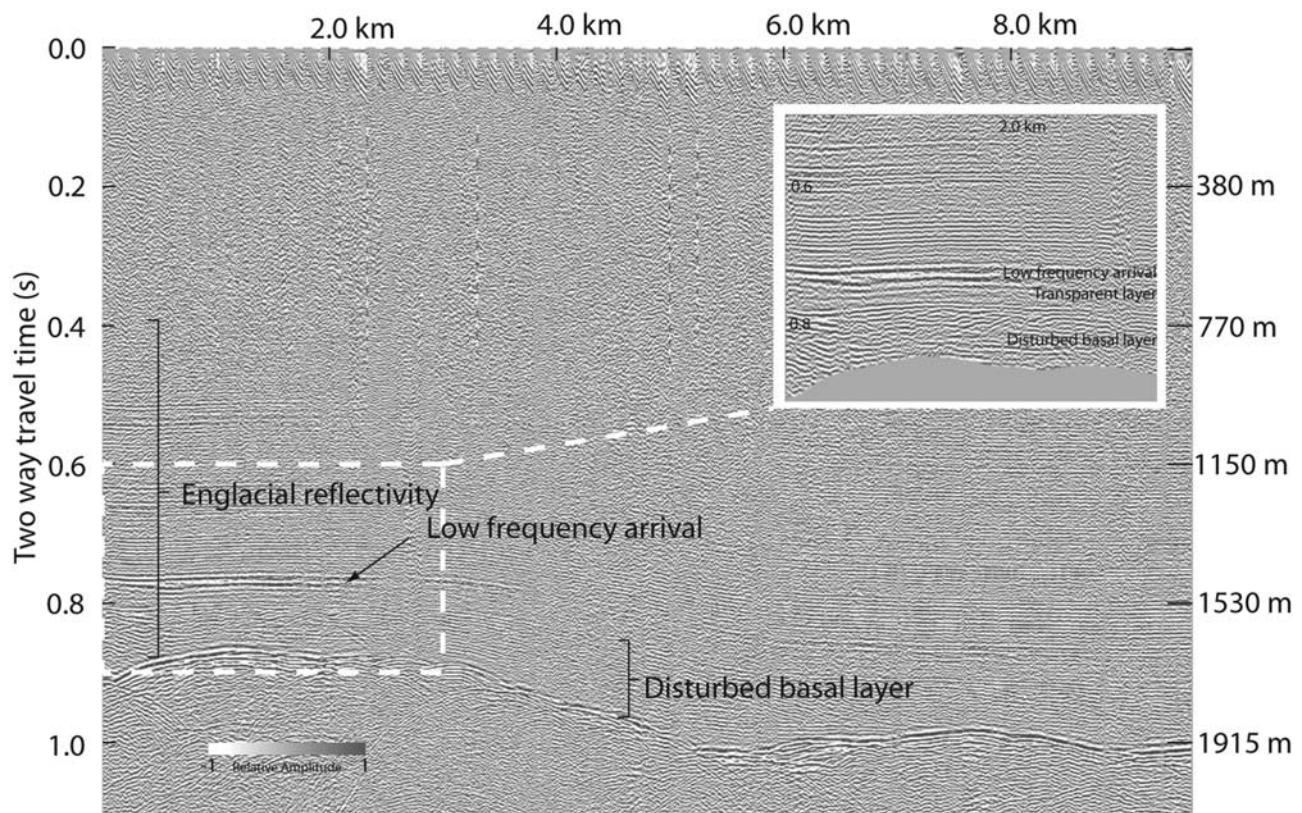 2.0 km 4.0 km 6.0 km 8.0 km
0.0
2.0 km
0.2 0.6 380 m
Low frequency arrival
Transparent layer
0.4 0.8 770 m
Disturbed basal layer
Two way travel time (s)
0.6 1150 m
Englacial reflectivity
Low frequency arrival
0.8 1530 m
Disturbed basal layer
1.0 1915 m
-1 Relative Amplitude 1